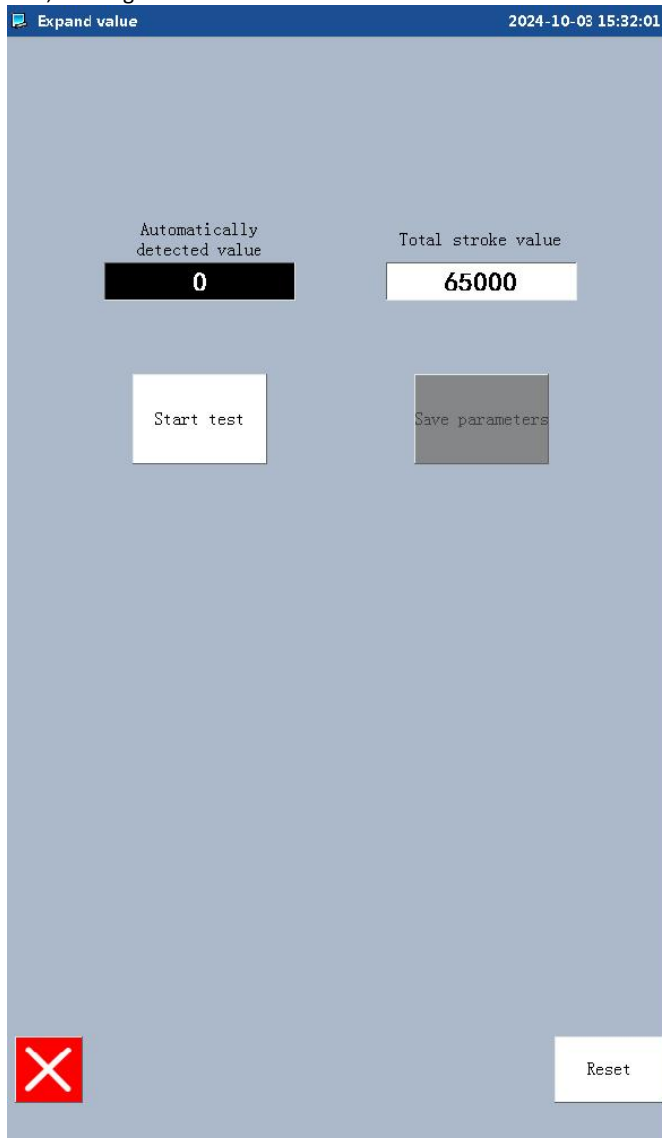 Expand value 2024-10-03 15:32:01
Automatically
detected value
Total stroke value
0
65000
Start test
Save parameters
Reset